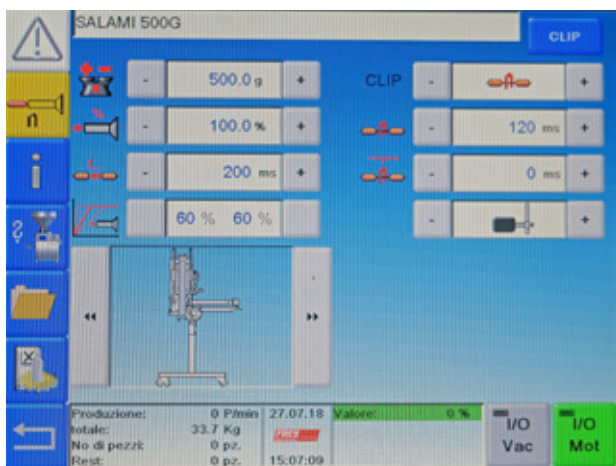 SALAMI 500G
CLIP
- 500.0 g +
CLIP - +
% - 100.0 % +
- 120 ms +
- 200 ms +
- 0 ms +
60 % 60 %
- +
n
i
Produzione: 0 P/min 27.07.18 Valore: 0 %
totale: 33.7 Kg
No di pezzi: 0 pz.
Rest: 0 pz. 15:07:09
I/O
Vac
I/O
Mot